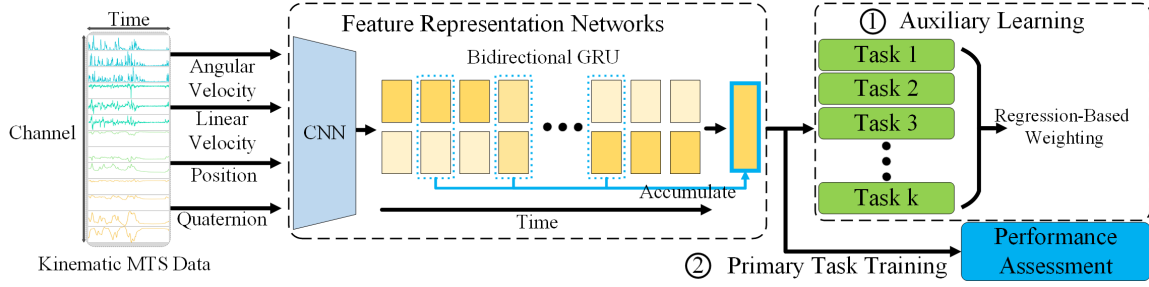 Time
Channel
Kinematic MTS Data
Angular
Velocity
Linear
Velocity
Position
Quaternion
Feature Representation Networks
CNN
Bidirectional GRU
Accumulate
Time
① Auxiliary Learning
Task 1
Task 2
Task 3
Task k
Regression-Based
Weighting
② Primary Task Training
Performance
Assessment